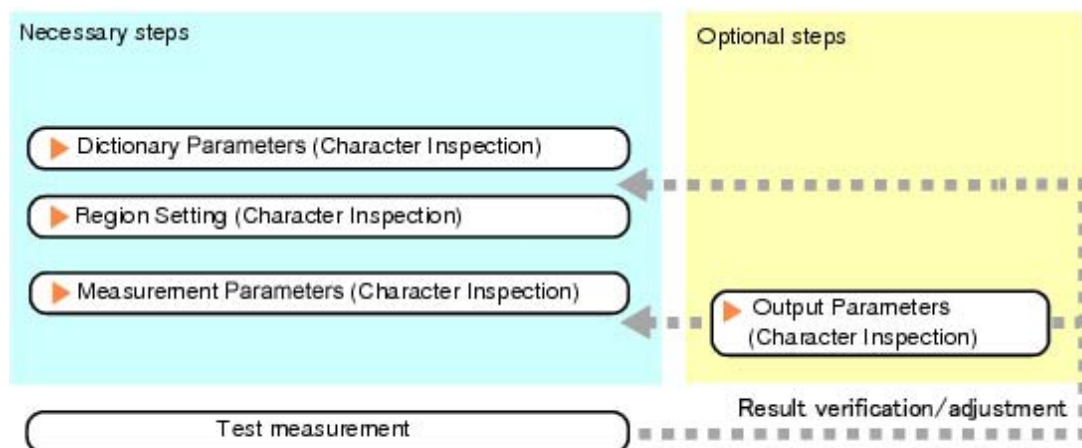 Necessary steps
Optional steps
Dictionary Parameters (Character Inspection)
Region Setting (Character Inspection)
Measurement Parameters (Character Inspection)
Output Parameters
(Character Inspection)
Result verification/adjustment
Test measurement